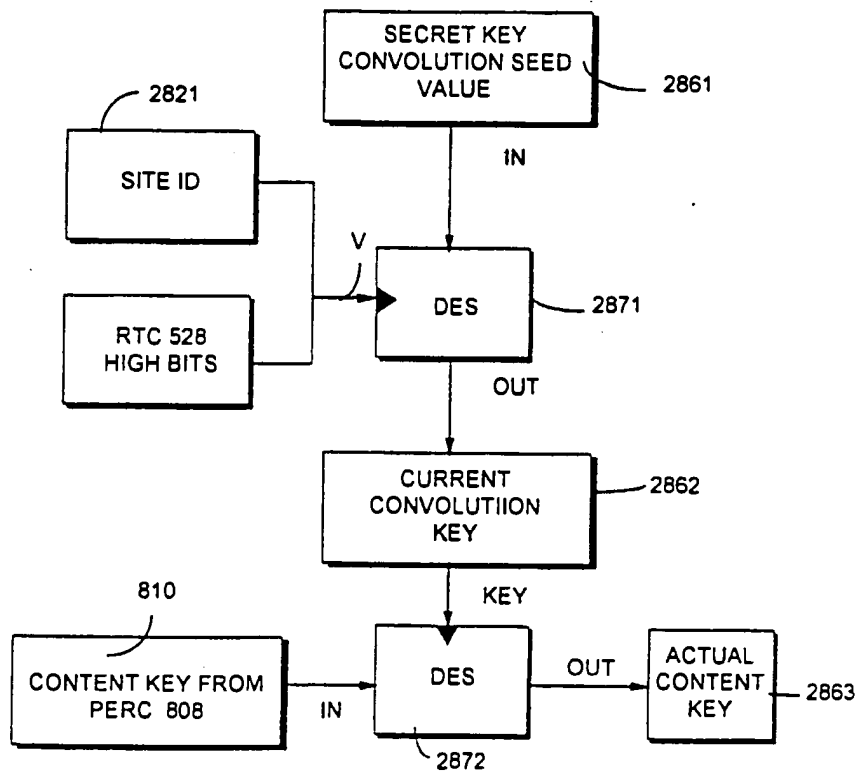 SECRET KEY
CONVOLUTION SEED
VALUE
2861
2821
IN
SITE ID
V
DES
2871
RTC 528
HIGH BITS
OUT
CURRENT
CONVOLUTIION
KEY
2862
KEY
810
CONTENT KEY FROM
PERC 808
IN
DES
OUT
ACTUAL
CONTENT
KEY
2863
2872